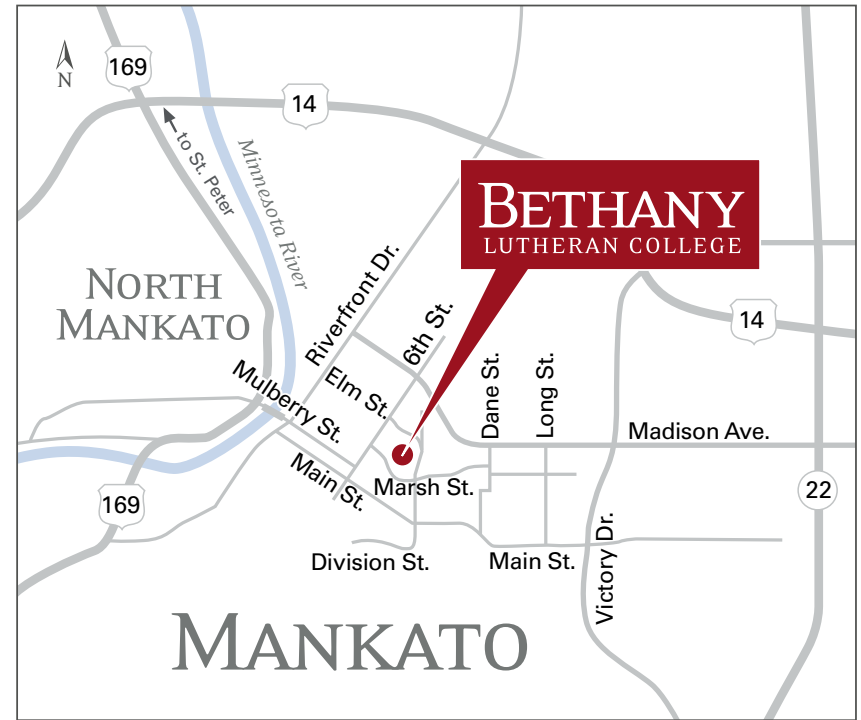 N
169
14
to St. Peter
Minnesota River
BETHANY
LUTHERAN COLLEGE
NORTH
MANKATO
Riverfront Dr.
6th St.
14
Elm St.
Mulberry St.
Dane St.
Long St.
Madison Ave.
Main St.
Marsh St.
169
22
Division St.
Main St.
Victory Dr.
MANKATO